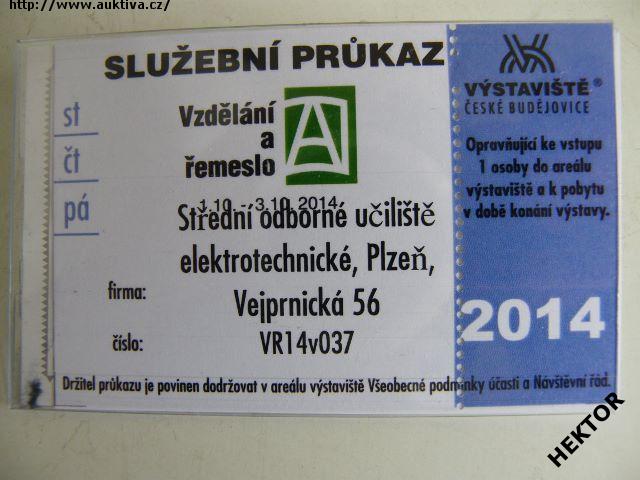 http://www.auktiva.cz/
SLUŽEBNÍ PRŮKAZ
st
čt
pá
Vzdělání
a
řemeslo
A
1.10. - 3.10. 2014
Střední odborné učiliště
elektrotechnické, Plzeň,
firma:
Vejprnická 56
číslo:
VR14v037
VÝSTAVIŠTĚ®
ČESKÉ BUDĚJOVICE
Opravňující ke vstupu
1 osoby do areálu
výstaviště a k pobytu
v době konání výstavy.
2014
Držitel průkazu je povinen dodržovat v areálu výstaviště Všeobecné podmínky účasti a Návštěvní řád.
HEKTOR